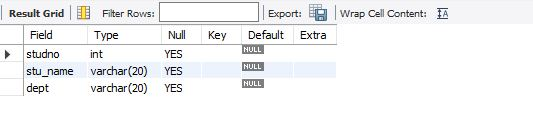 Result Grid Filter Rows: Export: Wrap Cell Content:
Field Type Null Key Default Extra
studno int YES NULL
stu_name varchar(20) YES NULL
dept varchar(20) YES NULL